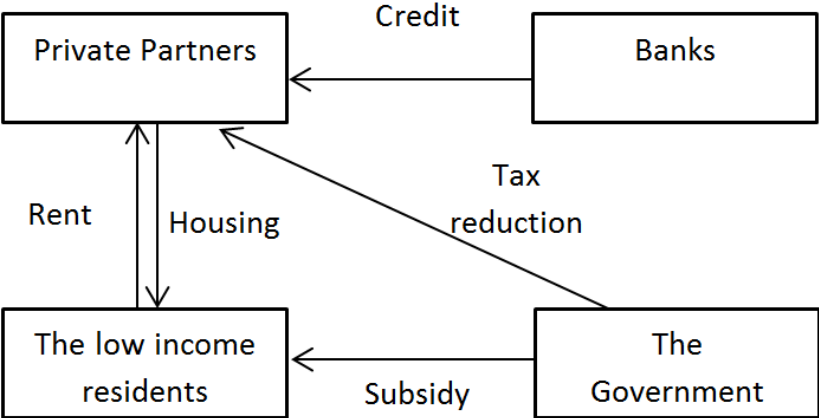 Credit
Private Partners
Banks
Tax
reduction
Rent
Housing
The low income
residents
The
Government
Subsidy